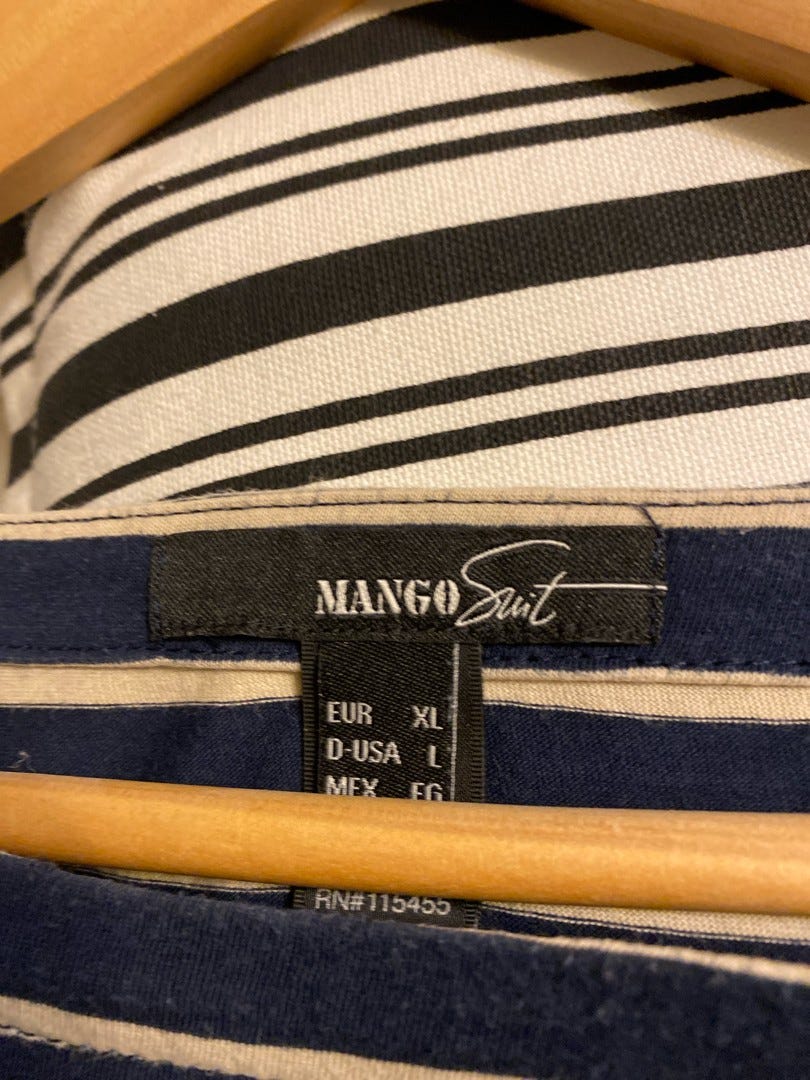 MANGO Suit
EUR XL
D-USA L
MEX EG
RN#115455